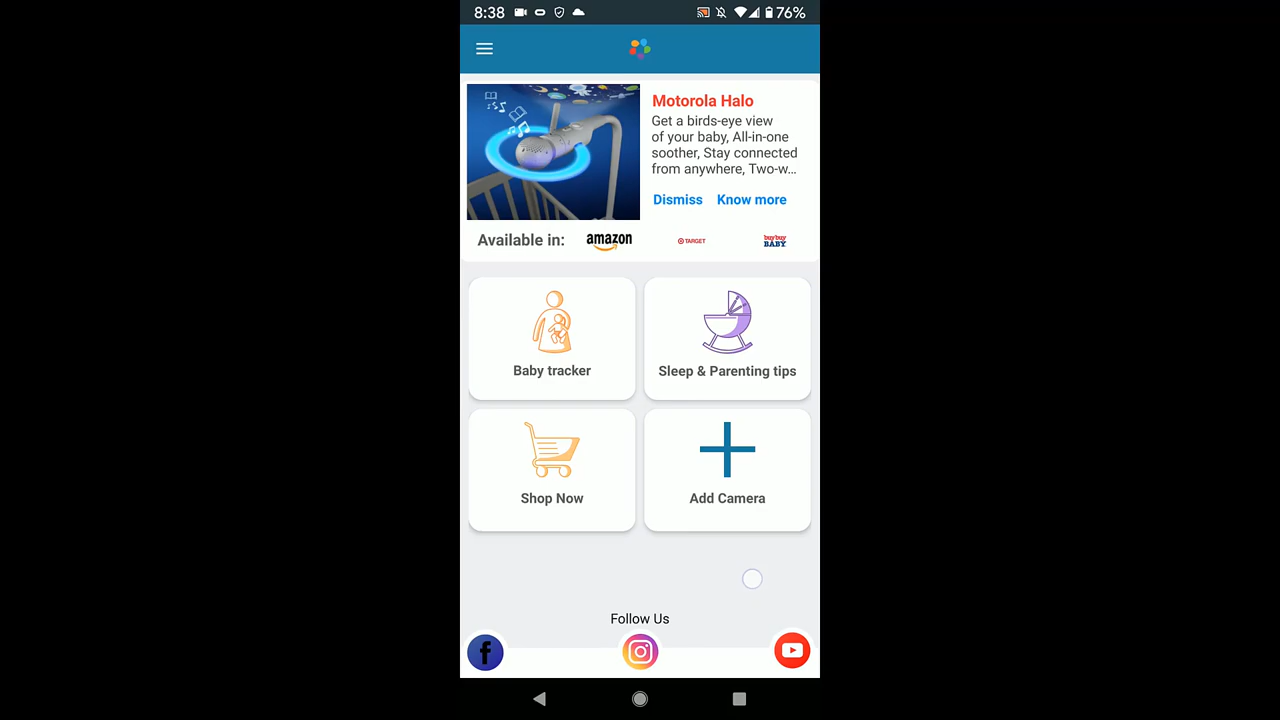 8:38
76%
Motorola Halo
Get a birds-eye view
of your baby, All-in-one
soother, Stay connected
from anywhere, Two-w...
Dismiss Know more
Available in: amazon TARGET buybuy BABY
Baby tracker
Sleep & Parenting tips
Shop Now
Add Camera
Follow Us